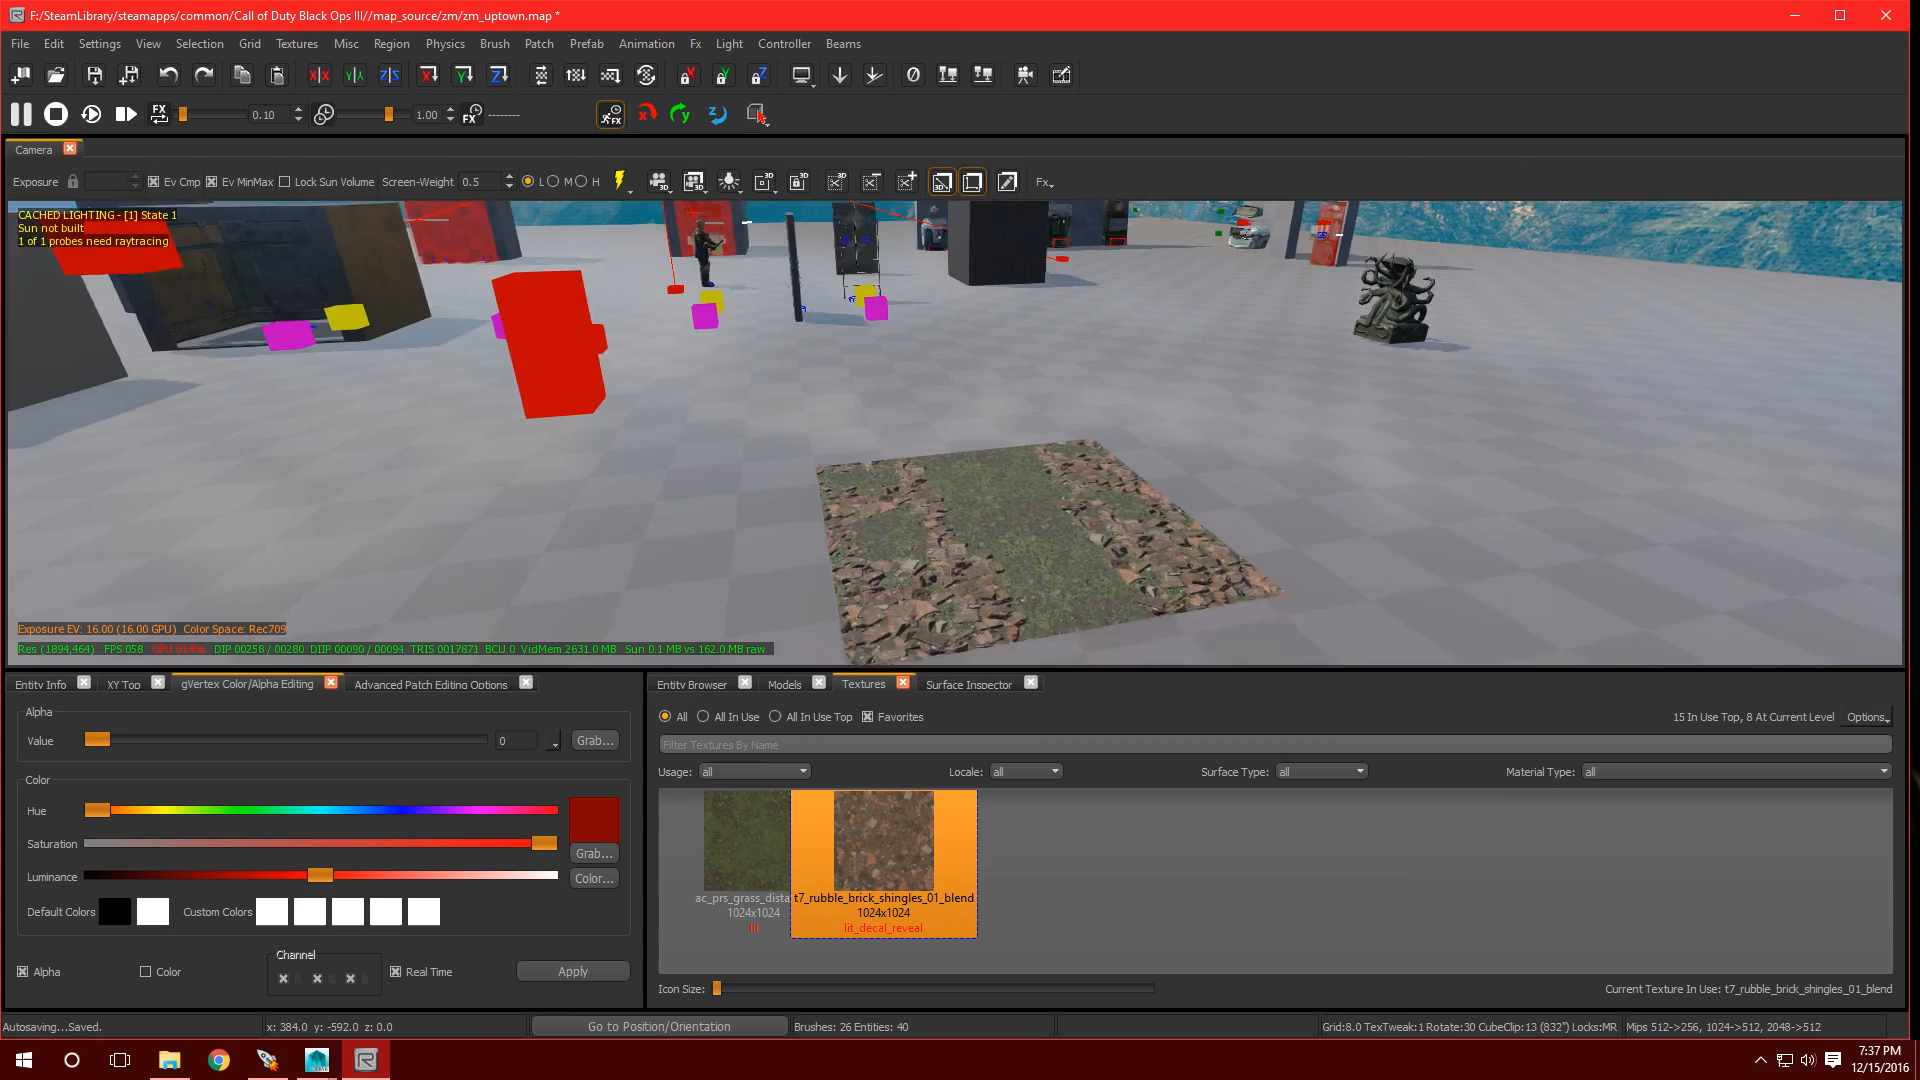 F:/SteamLibrary/steamapps/common/Call of Duty Black Ops III//map_source/zm/zm_uptown.map *
File Edit Settings View Selection Grid Textures Misc Region Physics Brush Patch Prefab Animation Fx Light Controller Beams
FX 0.10 1.00 FX -------- FX x y z
Camera
Exposure Ev Cmp Ev MinMax Lock Sun Volume Screen-Weight 0.5 L M H Fx
CACHED LIGHTING - [1] State 1
Sun not built
1 of 1 probes need raytracing
Exposure EV: 16.00 (16.00 GPU) Color Space: Rec709
Res (1894,464) FPS 058 DIP 00258 / 00280 DIIP 00090 / 00094 TRIS 0017871 BCU 0 VidMem 2631.0 MB Sun 0.1 MB vs 162.0 MB raw
Entity Info XY Top gVertex Color/Alpha Editing Advanced Patch Editing Options
Alpha
Value 0 Grab...
Color
Hue
Saturation Grab...
Luminance Color...
Default Colors Custom Colors
Channel
Alpha Color R G B Real Time Apply
Entity Browser Models Textures Surface Inspector
All All In Use All In Use Top Favorites 15 In Use Top, 8 At Current Level Options
Filter Textures By Name
Usage: all Locale: all Surface Type: all Material Type: all
ac_prs_grass_dista t7_rubble_brick_shingles_01_blend
1024x1024 1024x1024
lit lit_decal_reveal
Icon Size: Current Texture In Use: t7_rubble_brick_shingles_01_blend
Autosaving...Saved. x: 384.0 y: -592.0 z: 0.0 Go to Position/Orientation Brushes: 26 Entities: 40 Grid:8.0 TexTweak:1 Rotate:30 CubeClip:13 (832") Locks:MR Mips 512->256, 1024->512, 2048->512
7:37 PM
12/15/2016